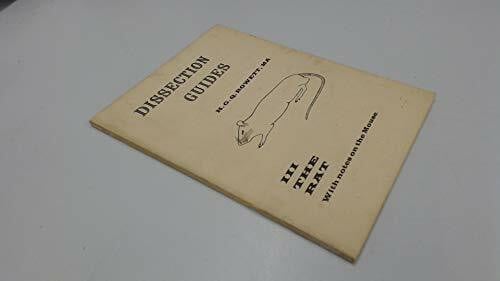 DISSECTION
GUIDES
H. G. Q. ROWETT, MA
III
THE
RAT
With notes on the Mouse